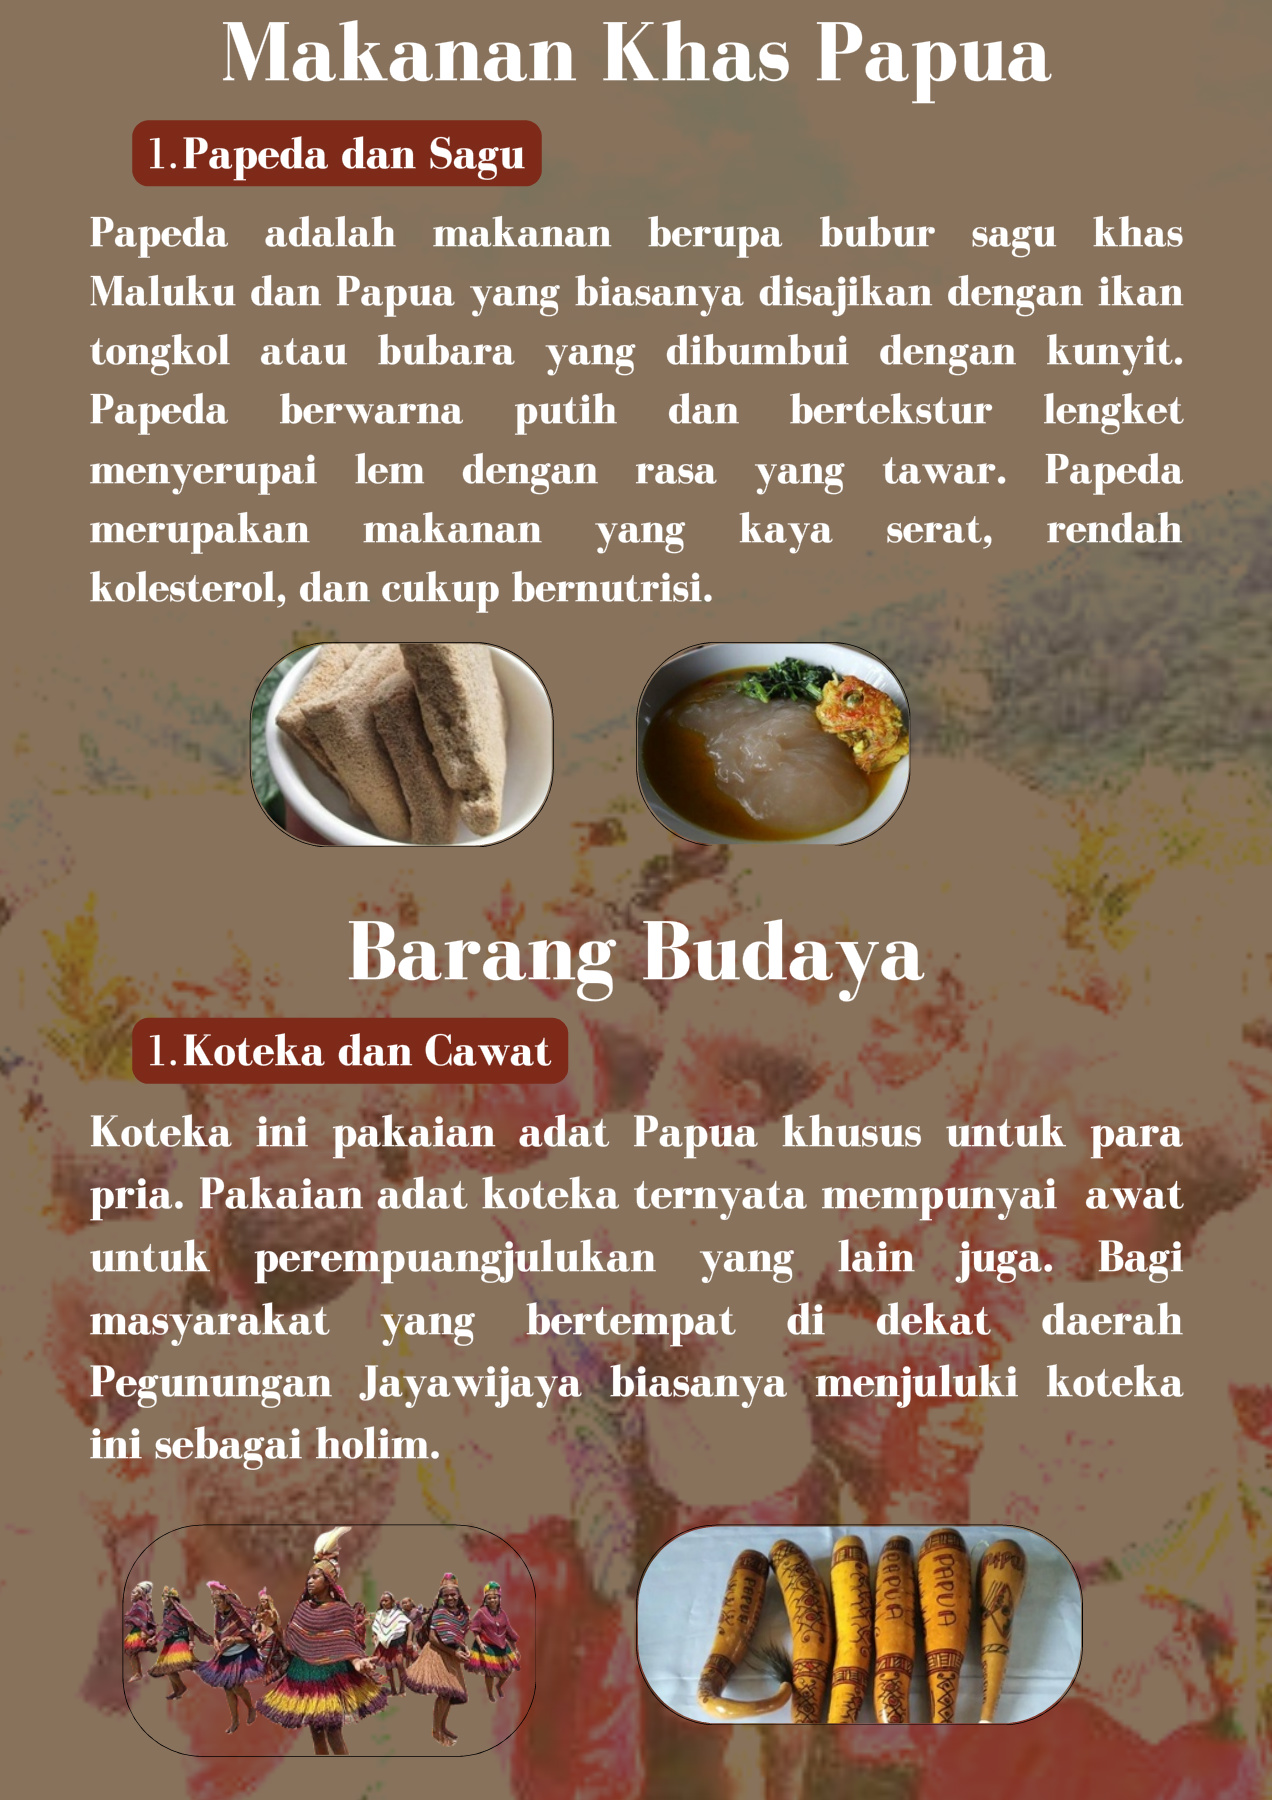 Makanan Khas Papua
1. Papeda dan Sagu
Papeda adalah makanan berupa bubur sagu khas
Maluku dan Papua yang biasanya disajikan dengan ikan
tongkol atau bubara yang dibumbui dengan kunyit.
Papeda berwarna putih dan bertekstur lengket
menyerupai lem dengan rasa yang tawar. Papeda
merupakan makanan yang kaya serat, rendah
kolesterol, dan cukup bernutrisi.
Barang Budaya
1. Koteka dan Cawat
Koteka ini pakaian adat Papua khusus untuk para
pria. Pakaian adat koteka ternyata mempunyai awat
untuk perempuangjulukan yang lain juga. Bagi
masyarakat yang bertempat di dekat daerah
Pegunungan Jayawijaya biasanya menjuluki koteka
ini sebagai holim.
PAPUA
PAPUA
PAPUA